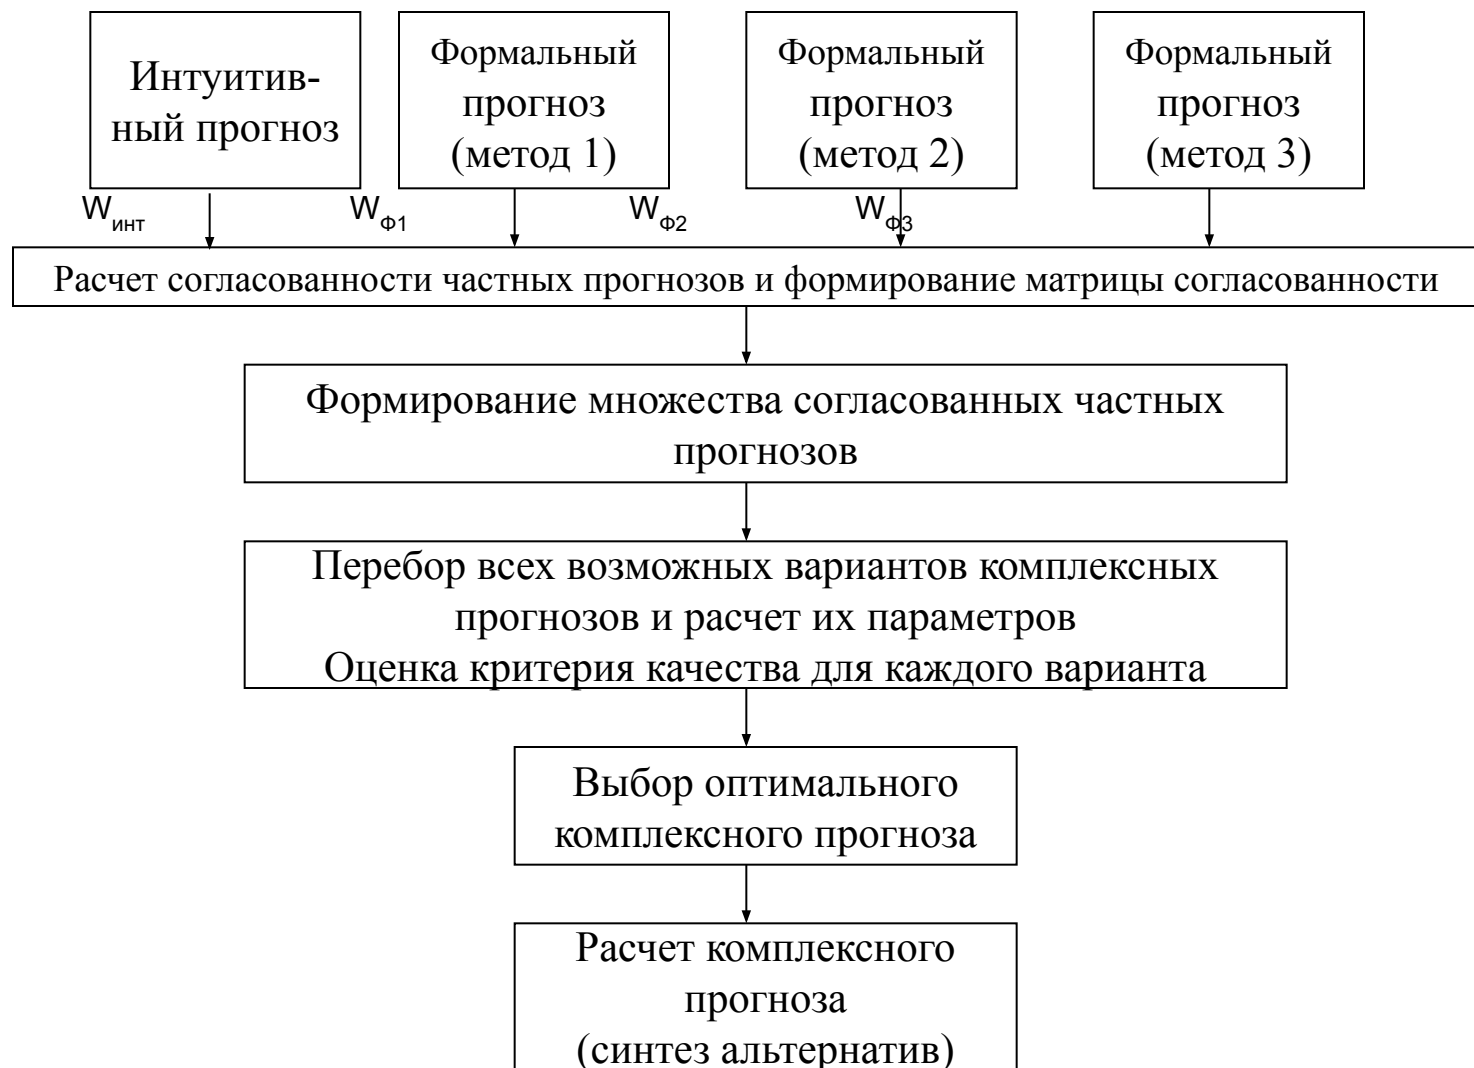 Интуитив-
ный прогноз
Формальный
прогноз
(метод 1)
Формальный
прогноз
(метод 2)
Формальный
прогноз
(метод 3)
Wинт
WФ1
WФ2
WФ3
Расчет согласованности частных прогнозов и формирование матрицы согласованности
Формирование множества согласованных частных
прогнозов
Перебор всех возможных вариантов комплексных
прогнозов и расчет их параметров
Оценка критерия качества для каждого варианта
Выбор оптимального
комплексного прогноза
Расчет комплексного
прогноза
(синтез альтернатив)